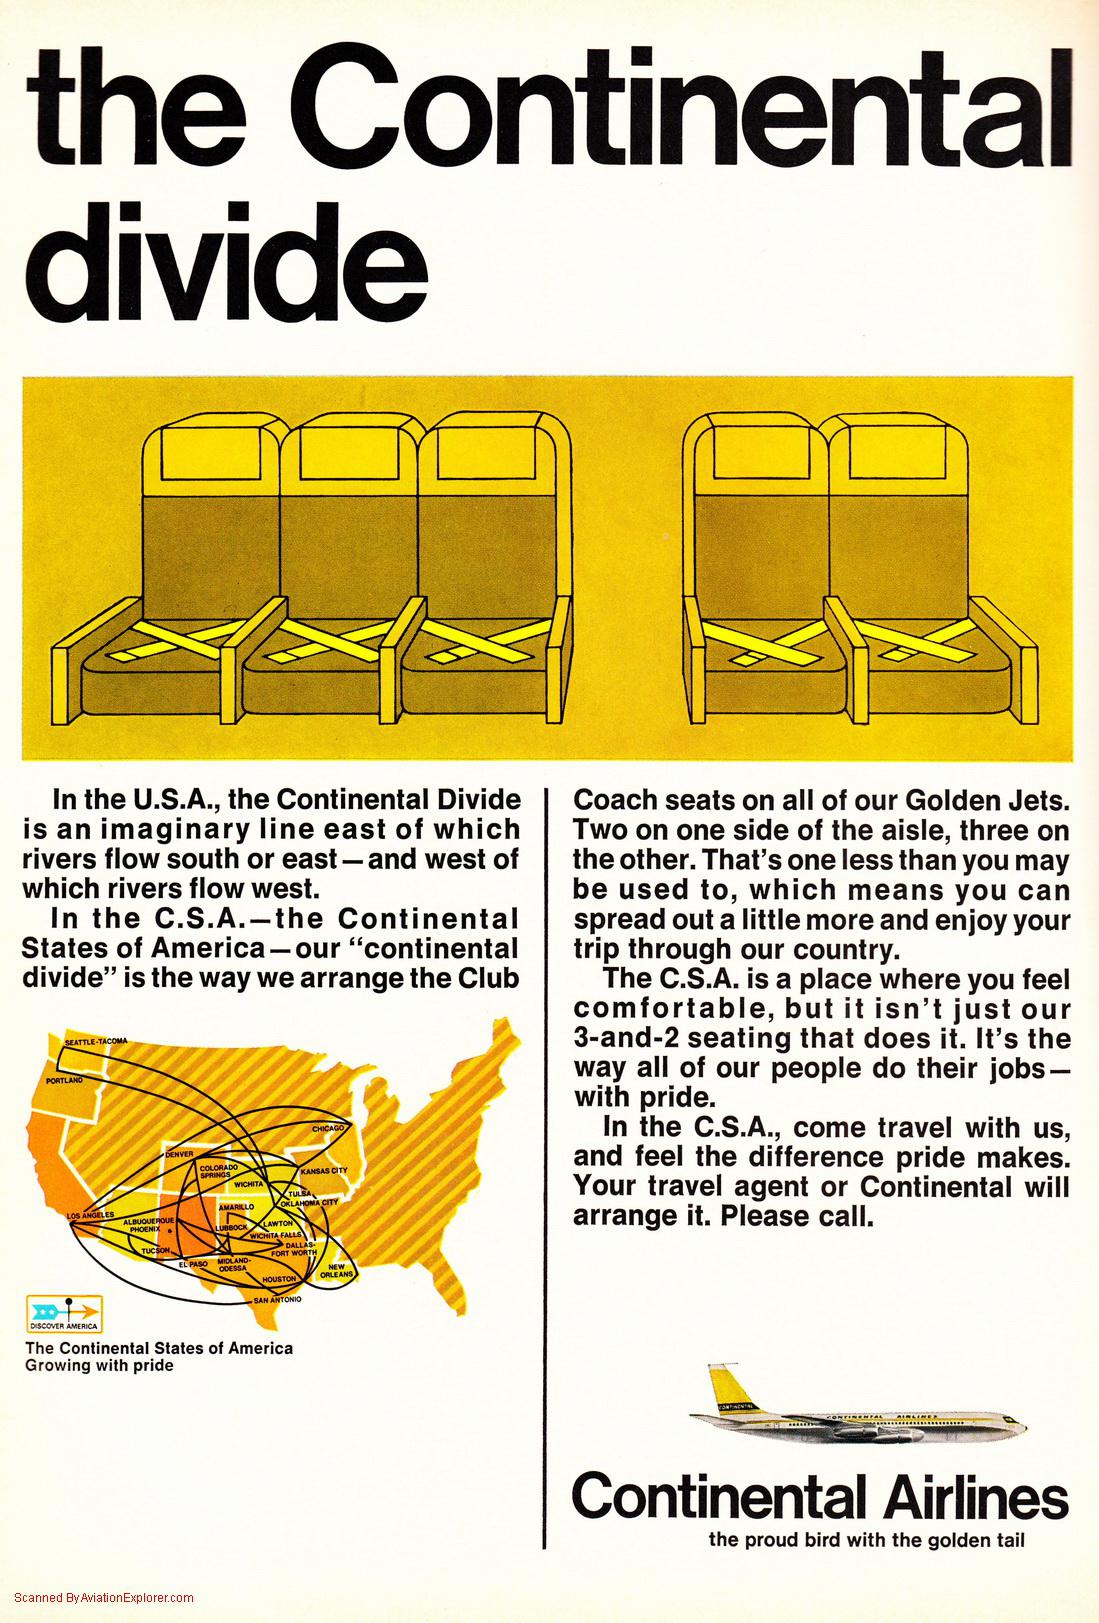 the Continental
divide
In the U.S.A., the Continental Divide
is an imaginary line east of which
rivers flow south or east—and west of
which rivers flow west.
In the C.S.A.—the Continental
States of America—our “continental
divide” is the way we arrange the Club
Coach seats on all of our Golden Jets.
Two on one side of the aisle, three on
the other. That’s one less than you may
be used to, which means you can
spread out a little more and enjoy your
trip through our country.
The C.S.A. is a place where you feel
comfortable, but it isn’t just our
3-and-2 seating that does it. It’s the
way all of our people do their jobs—
with pride.
In the C.S.A., come travel with us,
and feel the difference pride makes.
Your travel agent or Continental will
arrange it. Please call.
SEATTLE-TACOMA
PORTLAND
CHICAGO
DENVER
COLORADO
SPRINGS
KANSAS CITY
WICHITA
TULSA
OKLAHOMA CITY
AMARILLO
LOS ANGELES
ALBUQUERQUE
PHOENIX
LUBBOCK
LAWTON
WICHITA FALLS
TUCSON
DALLAS-
FORT WORTH
EL PASO
MIDLAND-
ODESSA
NEW
ORLEANS
HOUSTON
SAN ANTONIO
DISCOVER AMERICA
The Continental States of America
Growing with pride
CONTINENTAL
CONTINENTAL AIRLINES
Continental Airlines
the proud bird with the golden tail
Scanned By AviationExplorer.com